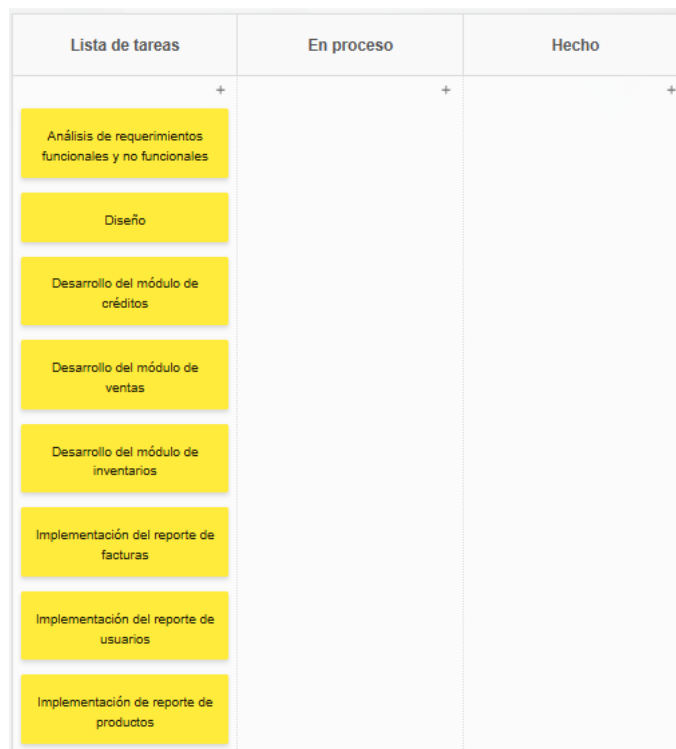 Lista de tareas
En proceso
Hecho
+
+
+
Análisis de requerimientos
funcionales y no funcionales
Diseño
Desarrollo del módulo de
créditos
Desarrollo del módulo de
ventas
Desarrollo del módulo de
inventarios
Implementación del reporte de
facturas
Implementación del reporte de
usuarios
Implementación de reporte de
productos